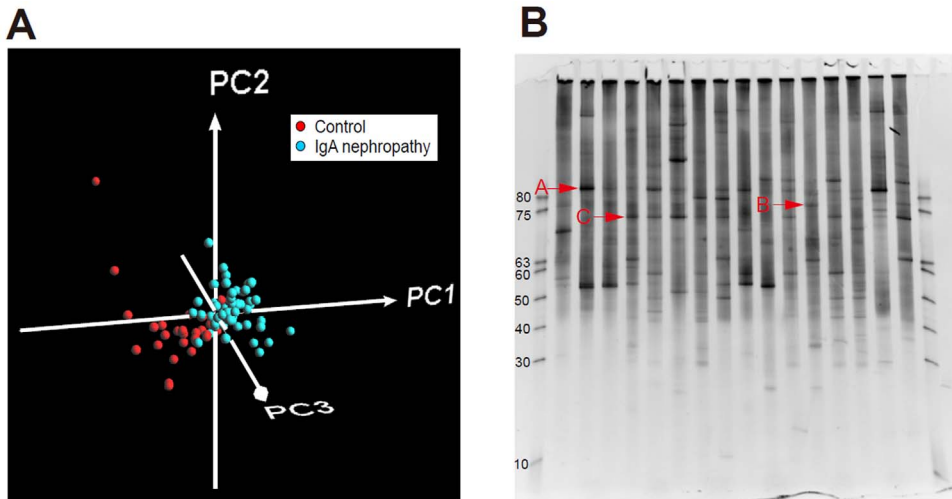 A
PC2
Control
IgA nephropathy
PC1
PC3
B
A
80
75
C
B
63
60
50
40
30
10